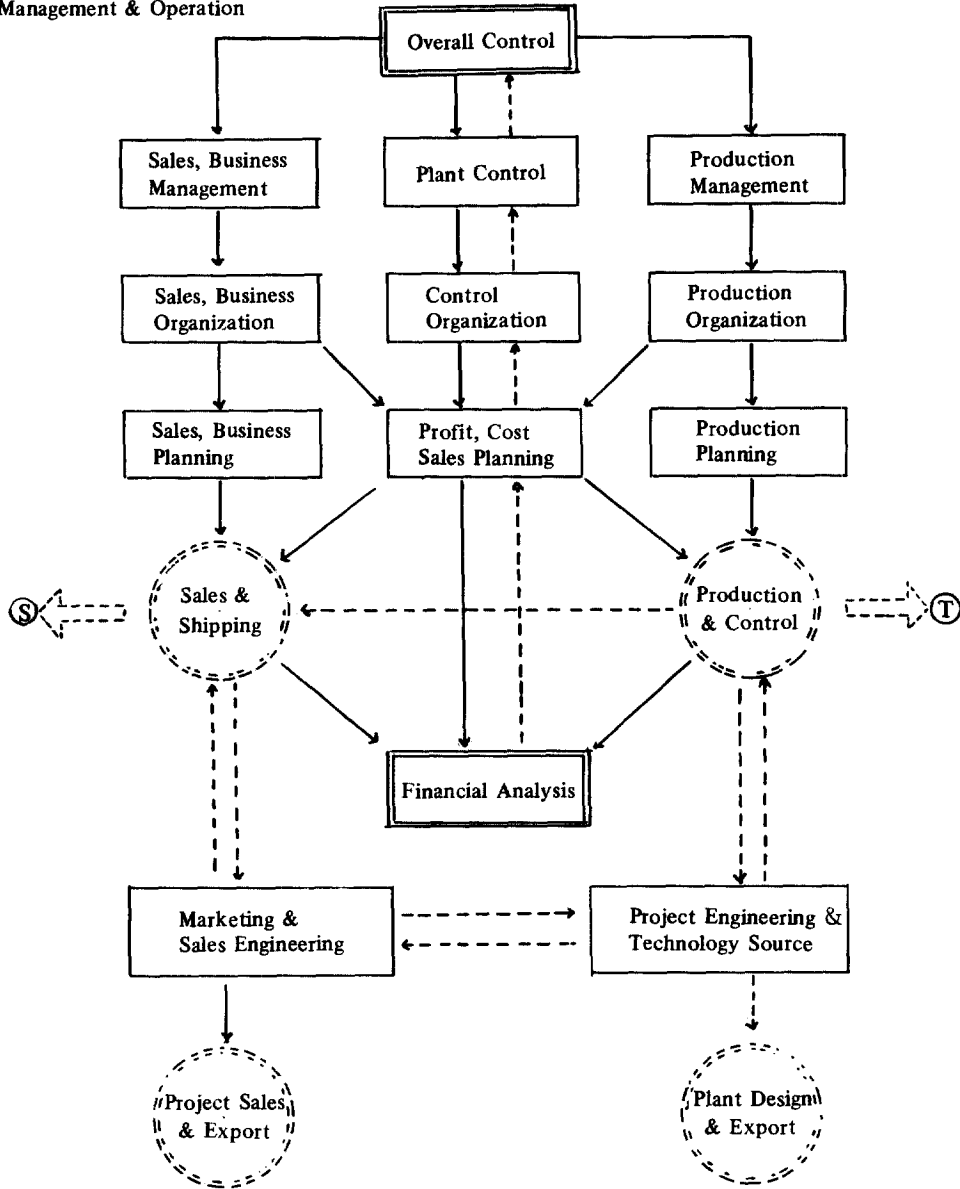 Management & Operation
Overall Control
Sales, Business
Management
Plant Control
Production
Management
Sales, Business
Organization
Control
Organization
Production
Organization
Sales, Business
Planning
Profit, Cost
Sales Planning
Production
Planning
S
Sales &
Shipping
Production
& Control
T
Financial Analysis
Marketing &
Sales Engineering
Project Engineering &
Technology Source
Project Sales
& Export
Plant Design
& Export